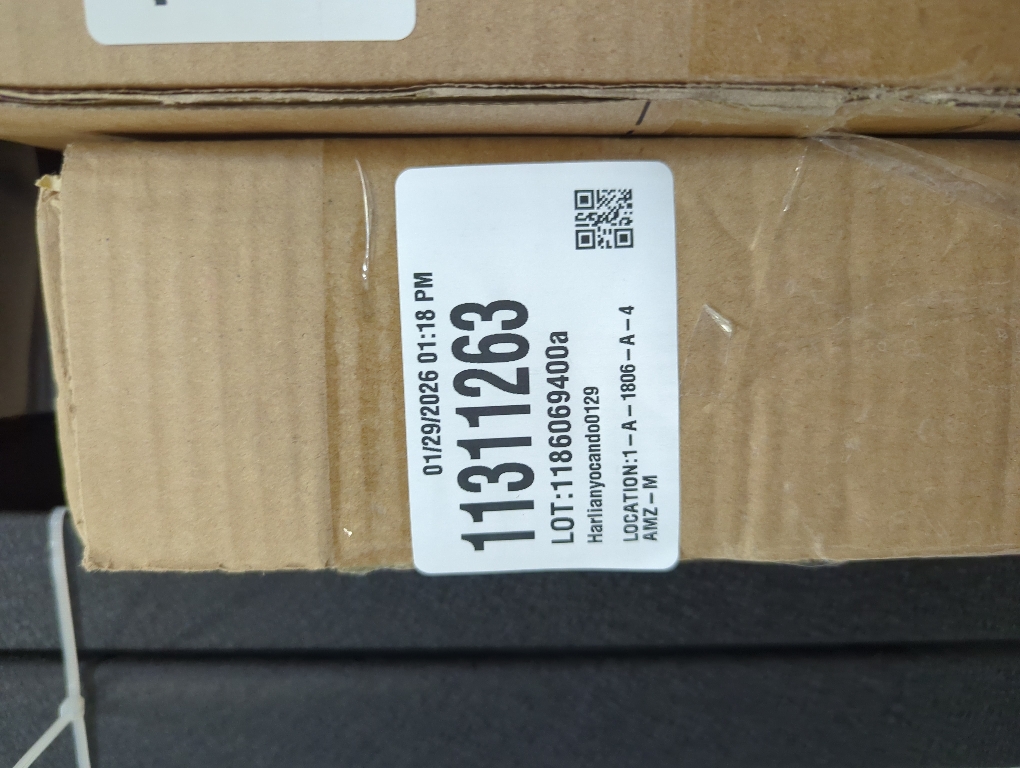 01/29/2026 01:18 PM
11311263
LOT:1186069400a
Harlianyocando0129
LOCATION:1-A-1806-A-4
AMZ-M